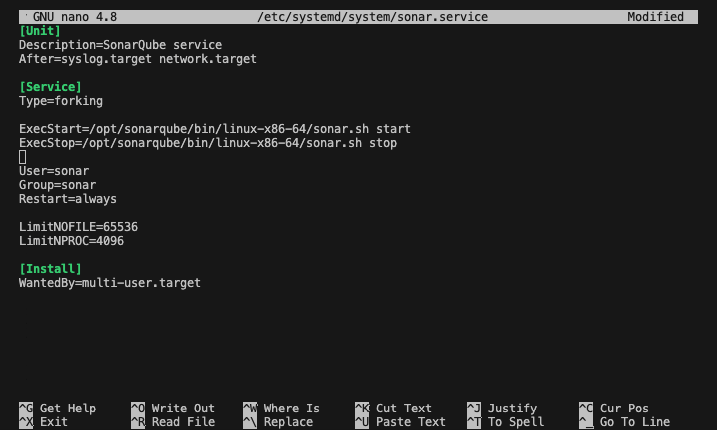 GNU nano 4.8 /etc/systemd/system/sonar.service Modified
[Unit]
Description=SonarQube service
After=syslog.target network.target
[Service]
Type=forking
ExecStart=/opt/sonarqube/bin/linux-x86-64/sonar.sh start
ExecStop=/opt/sonarqube/bin/linux-x86-64/sonar.sh stop
User=sonar
Group=sonar
Restart=always
LimitNOFILE=65536
LimitNPROC=4096
[Install]
WantedBy=multi-user.target
^G Get Help ^O Write Out ^W Where Is ^K Cut Text ^J Justify ^C Cur Pos
^X Exit ^R Read File ^\ Replace ^U Paste Text ^T To Spell ^_ Go To Line